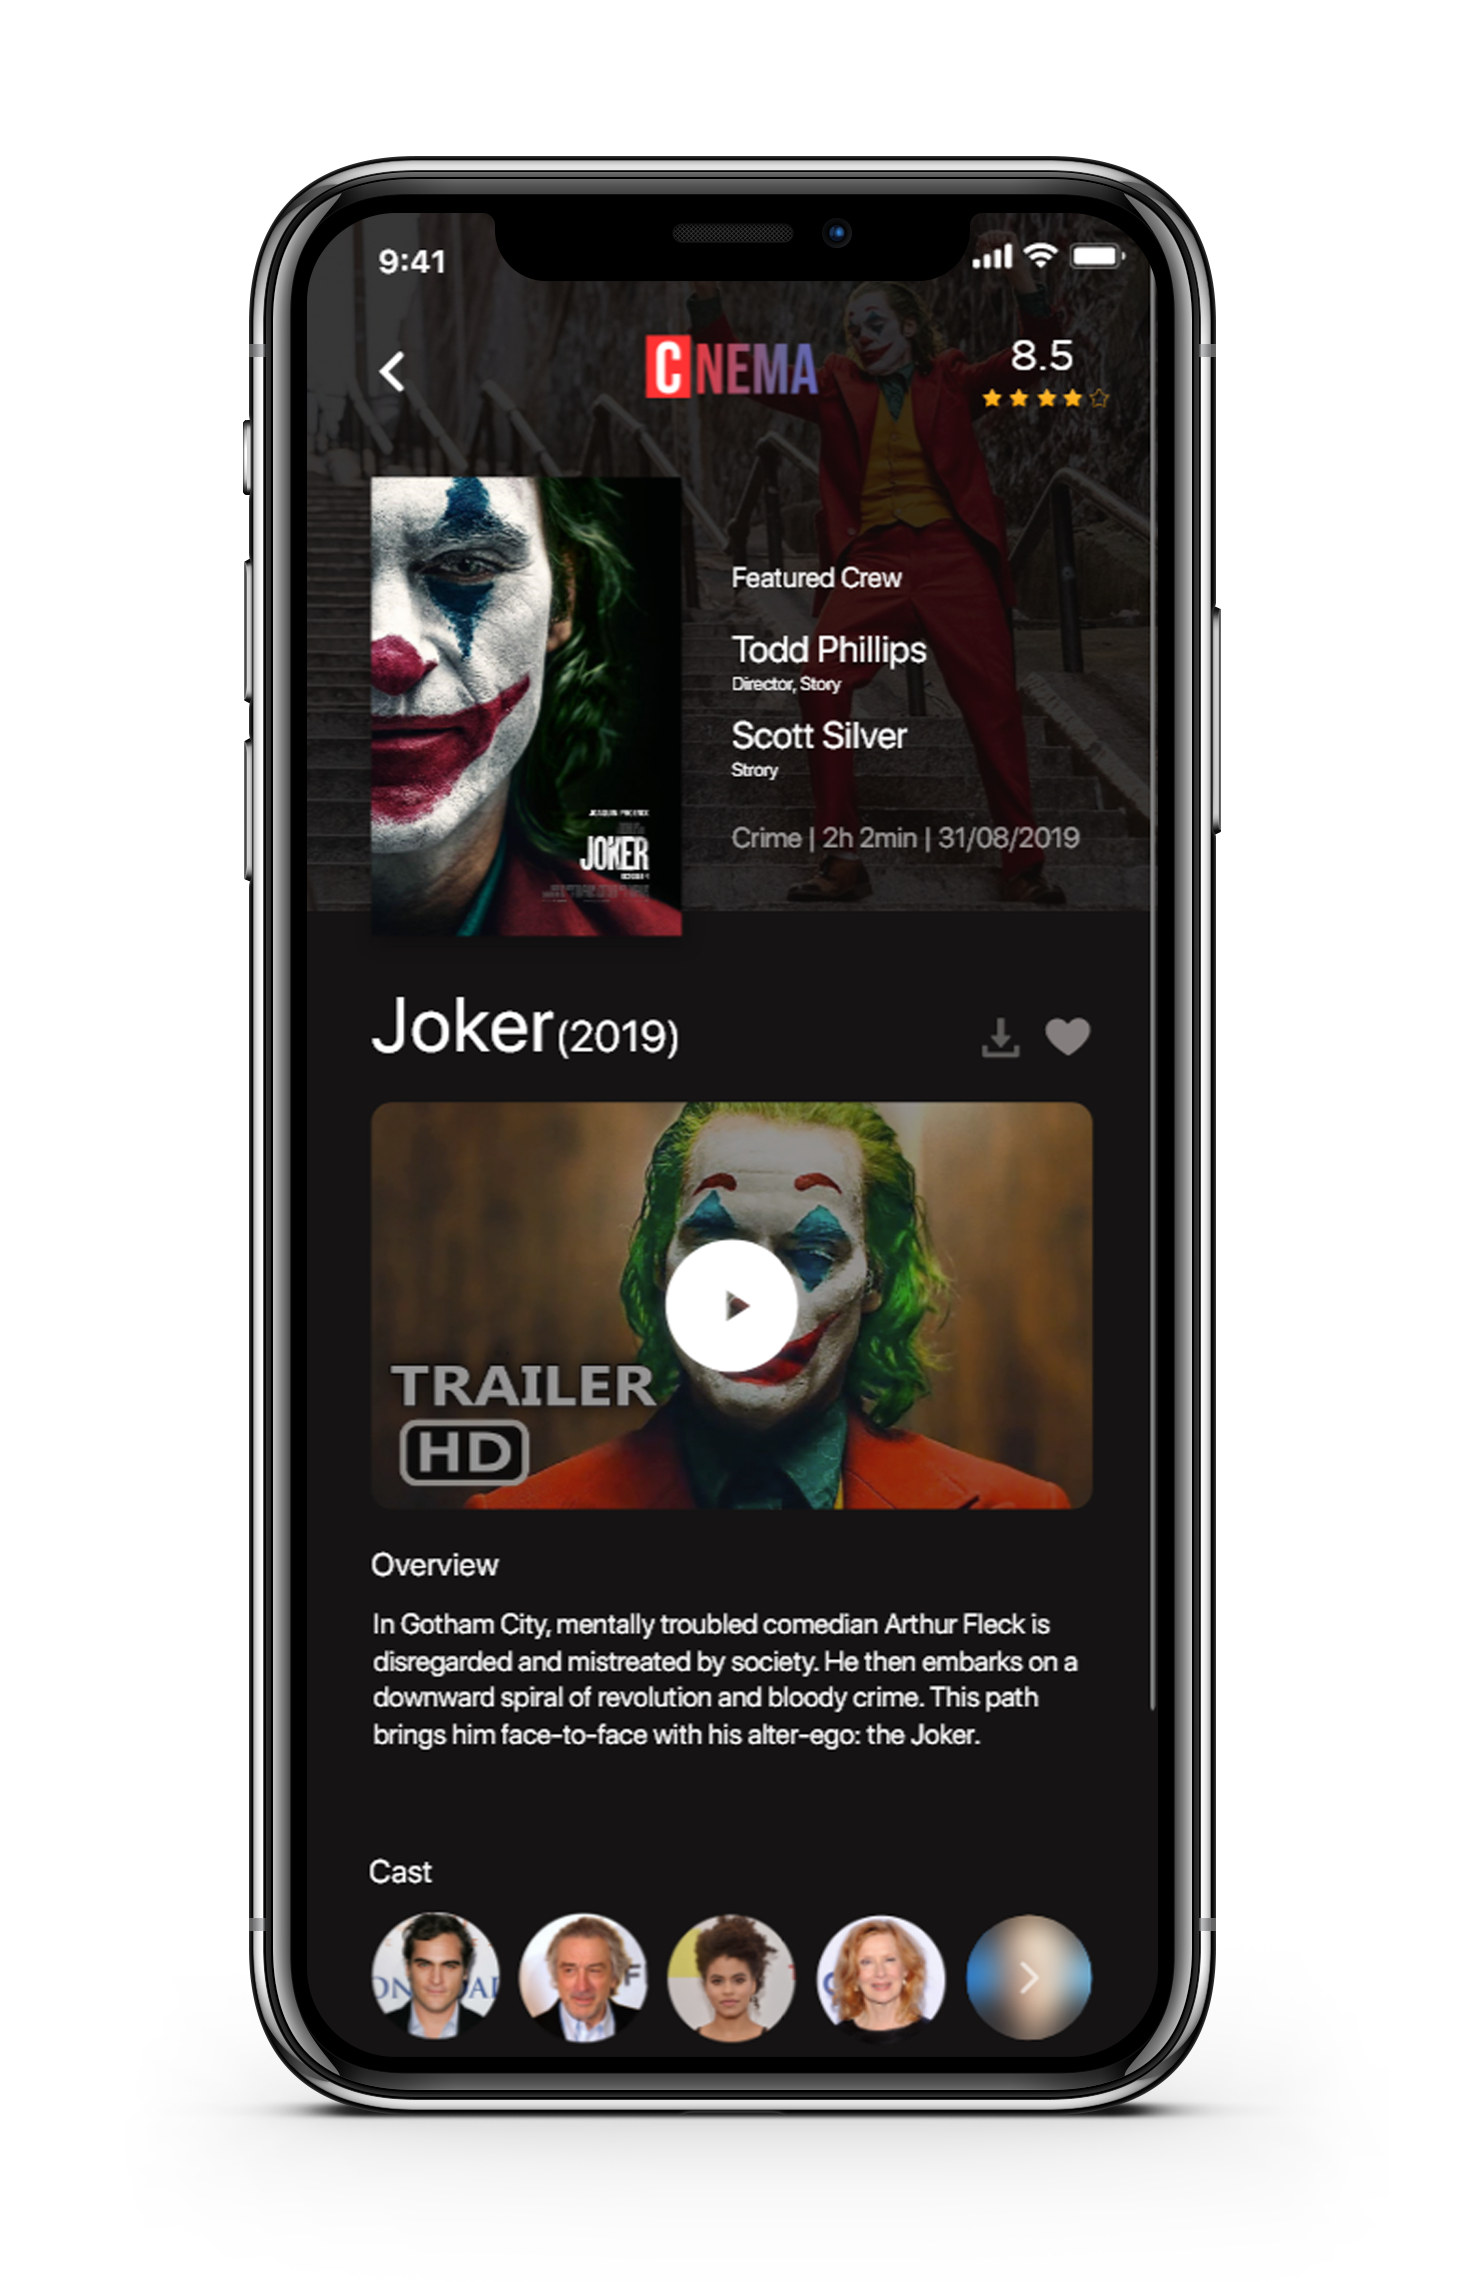 9:41
CNEMA
8.5
Featured Crew
Todd Phillips
Director, Story
Scott Silver
Strory
Crime | 2h 2min | 31/08/2019
JOAQUIN PHOENIX
JOKER
Joker(2019)
TRAILER
HD
Overview
In Gotham City, mentally troubled comedian Arthur Fleck is
disregarded and mistreated by society. He then embarks on a
downward spiral of revolution and bloody crime. This path
brings him face-to-face with his alter-ego: the Joker.
Cast